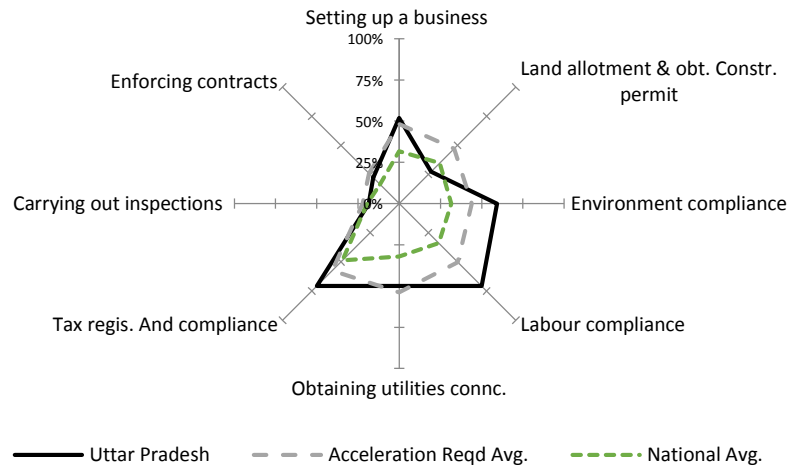 Setting up a business
100%
Land allotment & obt. Constr.
permit
Enforcing contracts
75%
50%
25%
Carrying out inspections
0%
Environment compliance
Tax regis. And compliance
Labour compliance
Obtaining utilities connc.
Uttar Pradesh
Acceleration Reqd Avg.
National Avg.